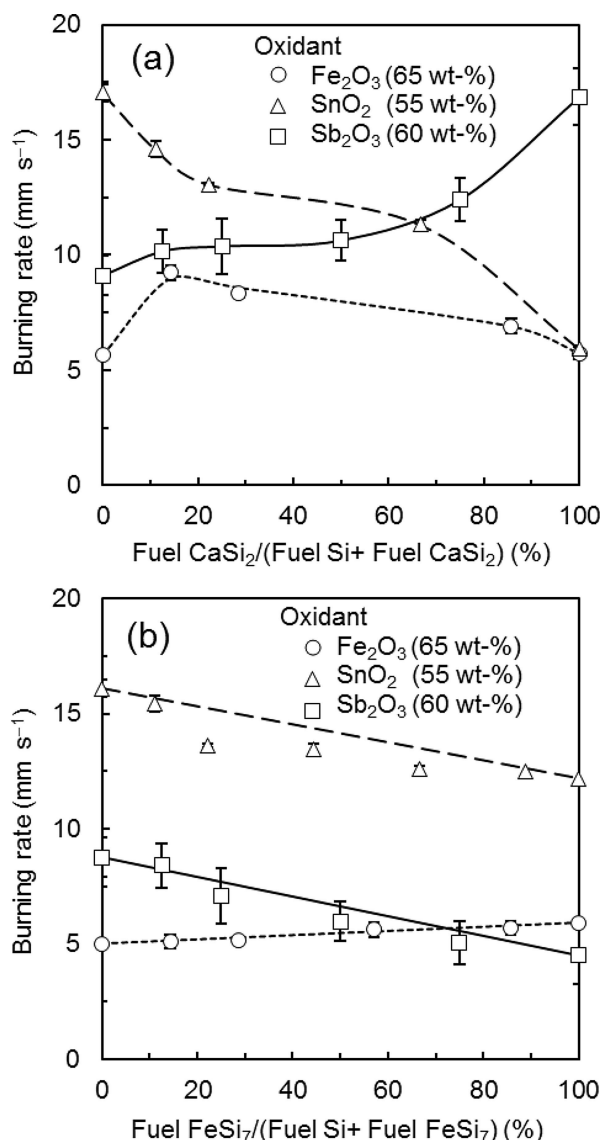 20
(a)
Oxidant
Fe₂O₃ (65 wt-%)
SnO₂ (55 wt-%)
Sb₂O₃ (60 wt-%)
15
10
5
0
Burning rate (mm s⁻¹)
0 20 40 60 80 100
Fuel CaSi₂/(Fuel Si+ Fuel CaSi₂) (%)
20
(b)
Oxidant
Fe₂O₃ (65 wt-%)
SnO₂ (55 wt-%)
Sb₂O₃ (60 wt-%)
15
10
5
0
Burning rate (mm s⁻¹)
0 20 40 60 80 100
Fuel FeSi₇/(Fuel Si+ Fuel FeSi₇) (%)